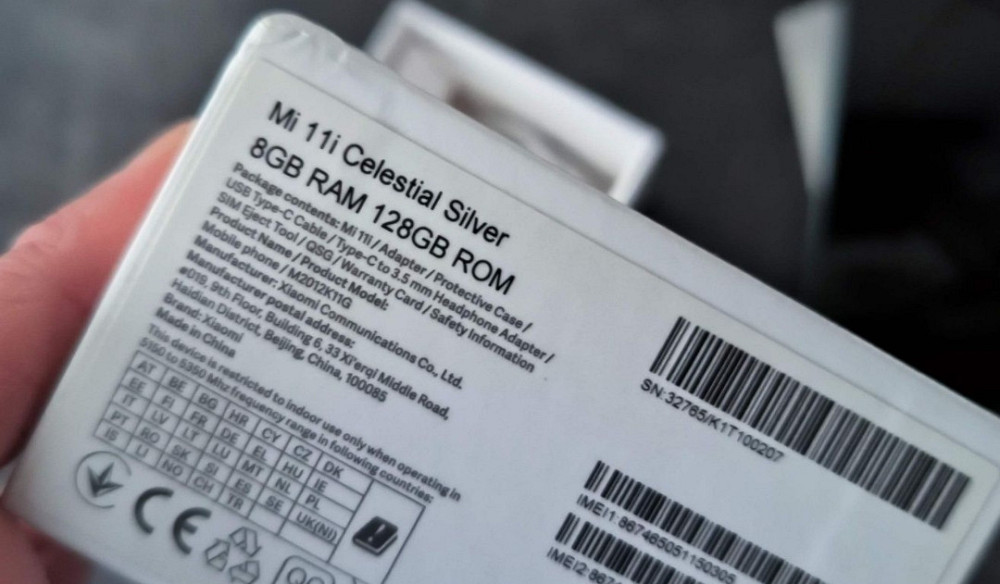 Mi 11i Celestial Silver
8GB RAM 128GB ROM
Package contents: Mi 11i / Adapter / Protective Case /
USB Type-C Cable / Type-C to 3.5 mm Headphone Adapter /
SIM Eject Tool / QSG / Warranty Card / Safety Information
Product Name / Product Model:
Mobile phone / M2012K11G
Manufacturer: Xiaomi Communications Co., Ltd.
Manufacturer postal address:
#019, 9th Floor, Building 6, 33 Xi'erqi Middle Road,
Haidian District, Beijing, China, 100085
Brand: Xiaomi
Made in China
This device is restricted to indoor use only when operating in
5150 to 5350 Mhz frequency range in following countries:
AT BE BG HR CY CZ DK
EE FI FR DE EL HU IE
IT LV LT LU MT NL PL
PT RO SK SI ES SE UK(NI)
IS LI NO CH TR
CE
SN:32765/K1T100207
IMEI1:867465051150305
IMEI2:8674